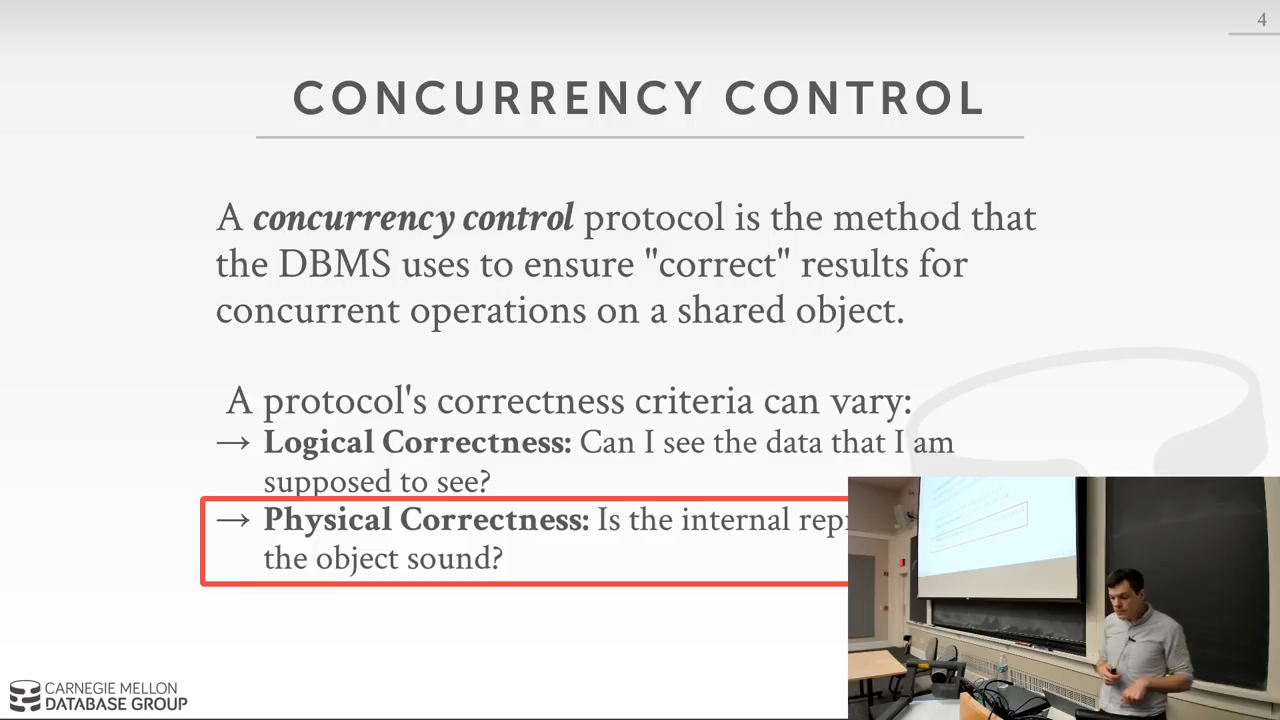 4
CONCURRENCY CONTROL
A concurrency control protocol is the method that
the DBMS uses to ensure "correct" results for
concurrent operations on a shared object.
A protocol's correctness criteria can vary:
→ Logical Correctness: Can I see the data that I am
supposed to see?
→ Physical Correctness: Is the internal
the object sound?
CARNEGIE MELLON
DATABASE GROUP